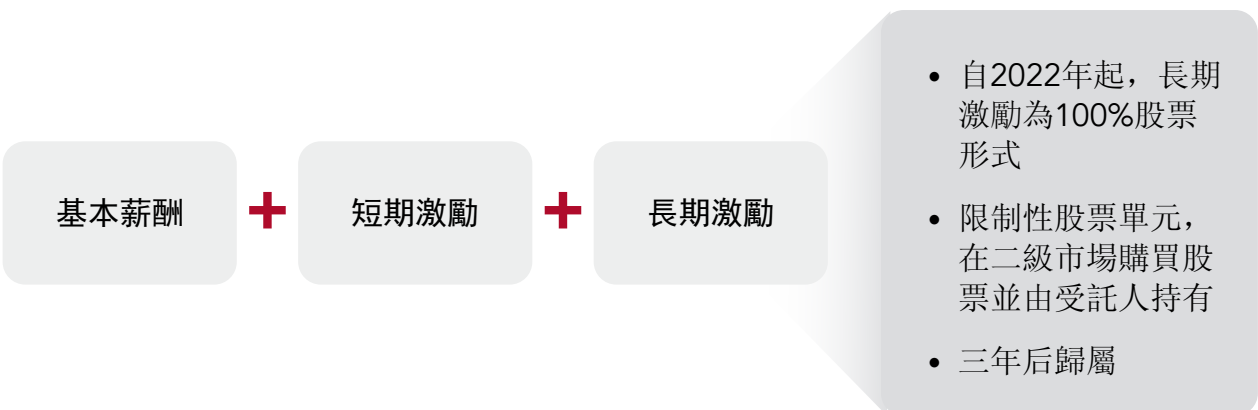 基本薪酬
+
短期激勵
+
長期激勵
• 自2022年起，長期
激勵為100%股票
形式
• 限制性股票單元，
在二級市場購買股
票並由受託人持有
• 三年后歸屬